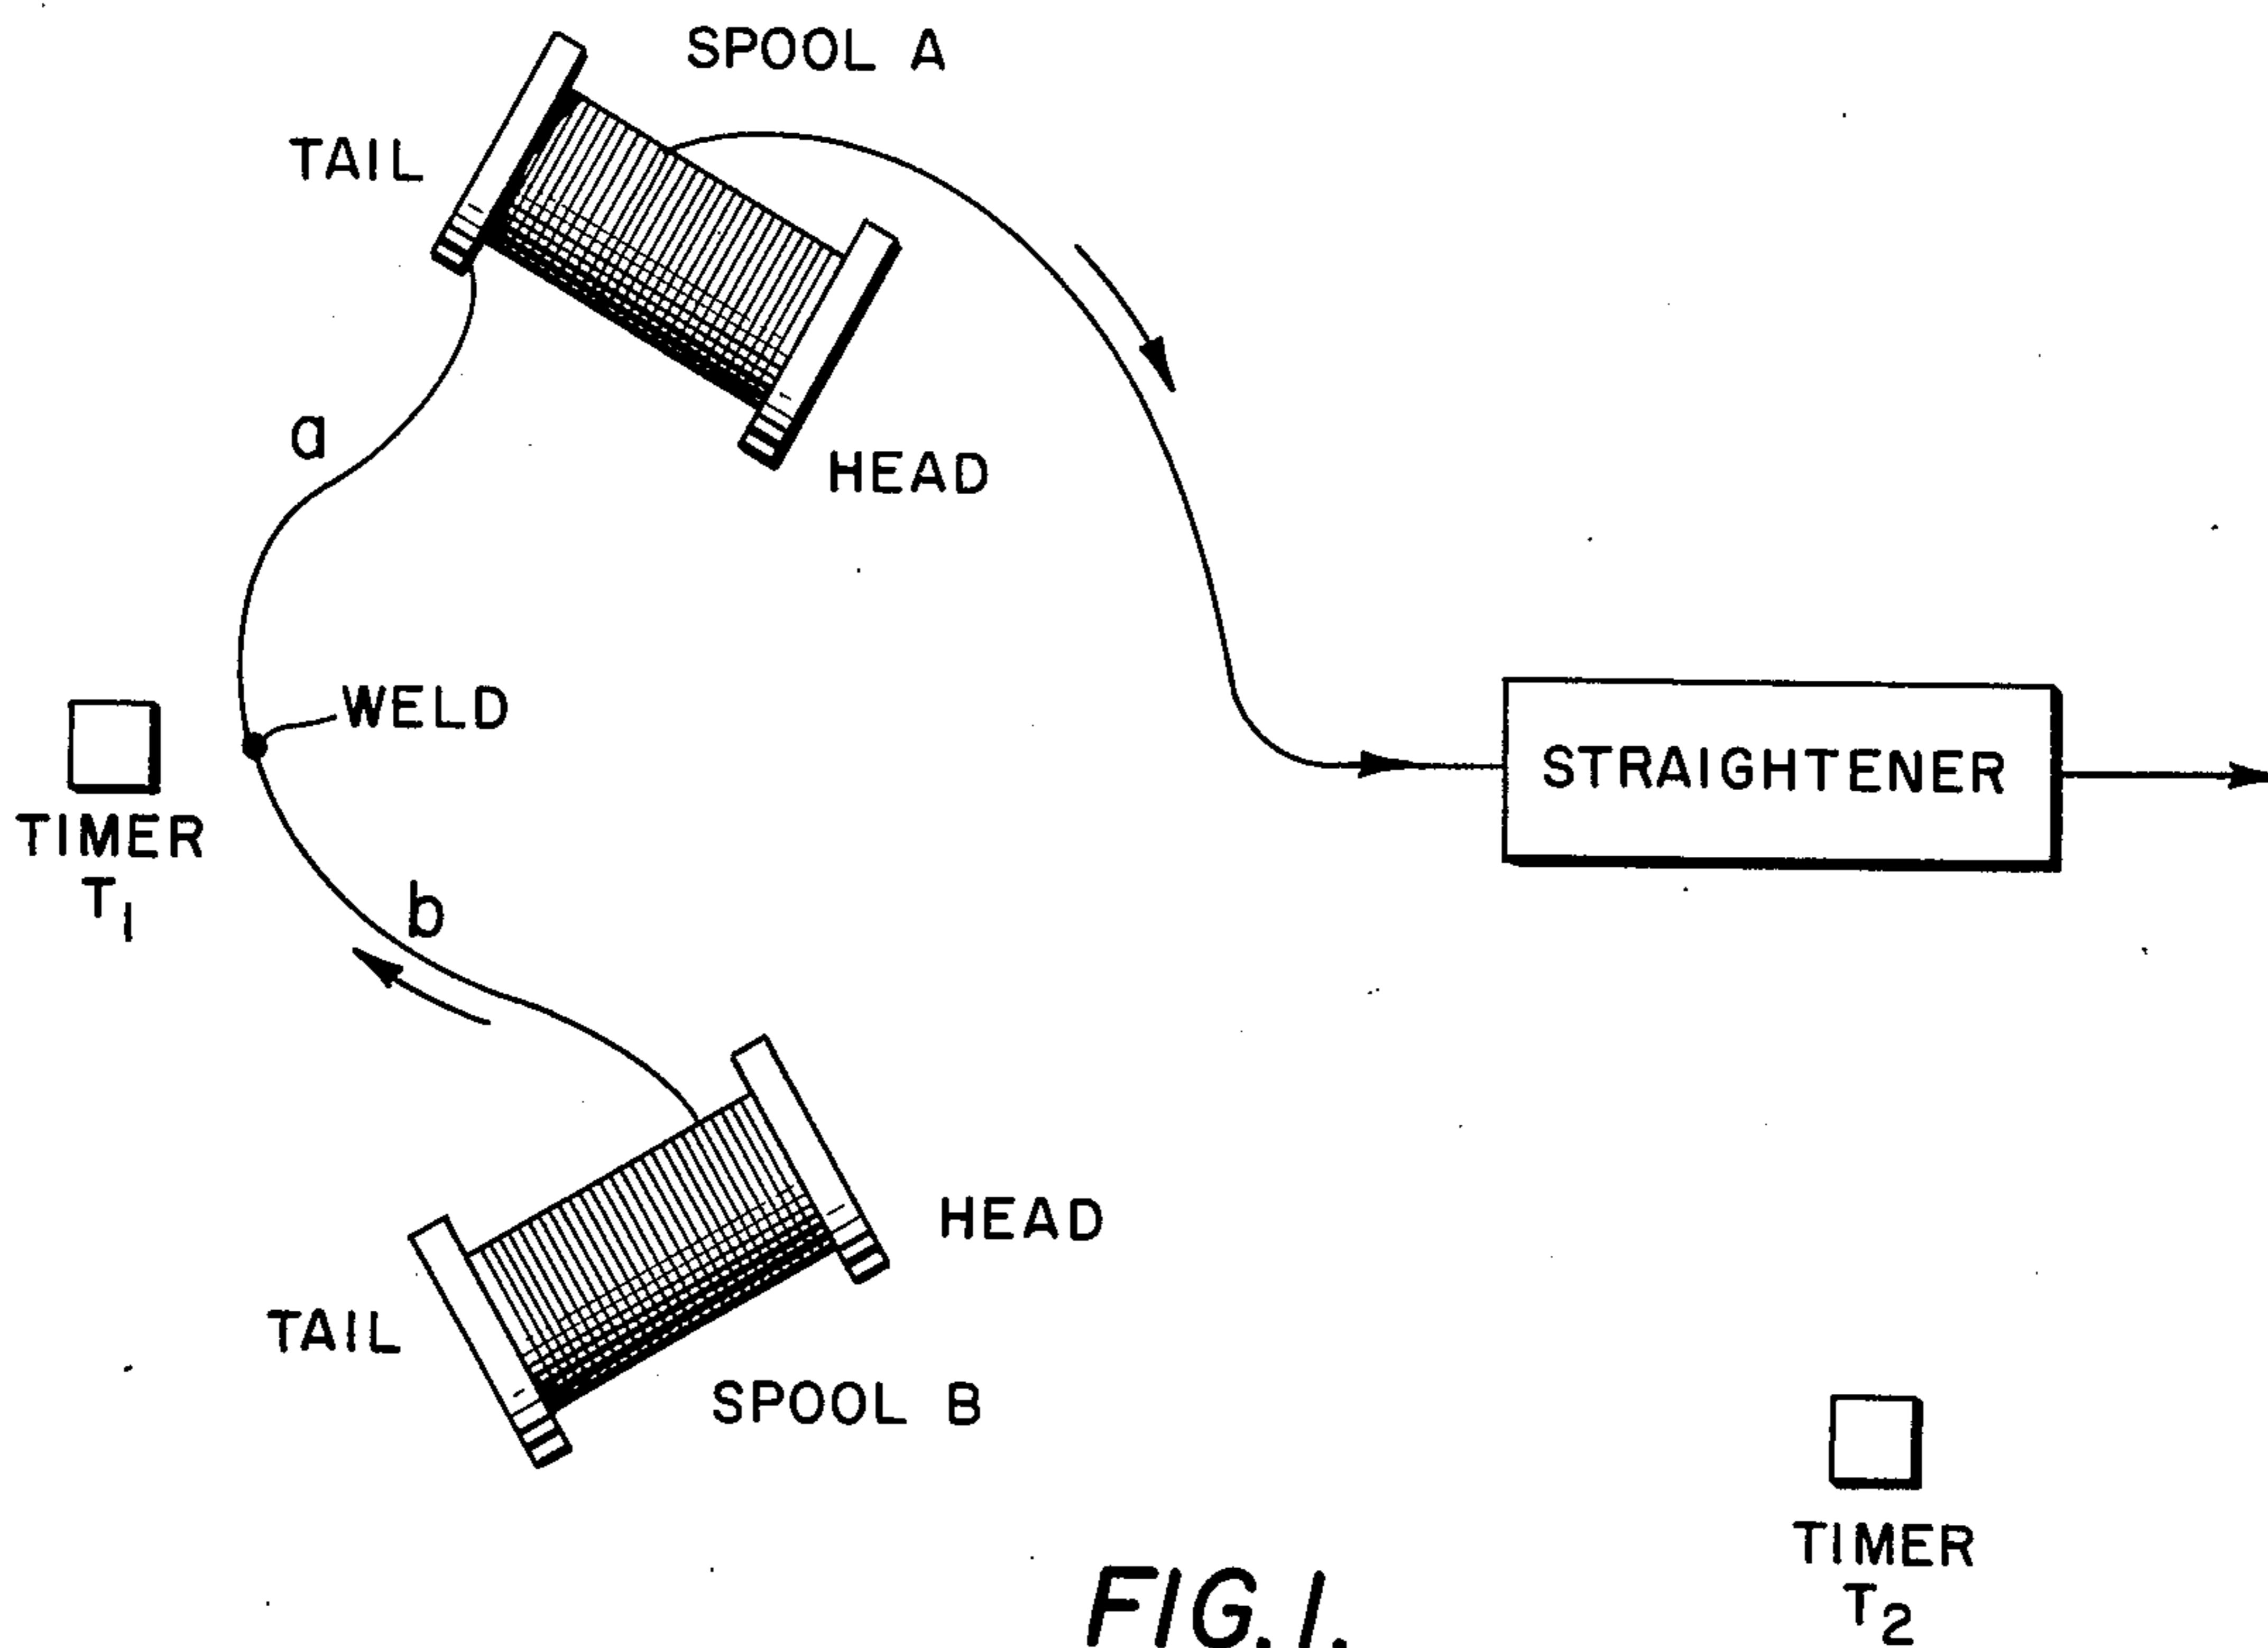 SPOOL A
TAIL
HEAD
a
WELD
STRAIGHTENER
TIMER
T1
b
HEAD
TAIL
SPOOL B
TIMER
T2
FIG. 1.